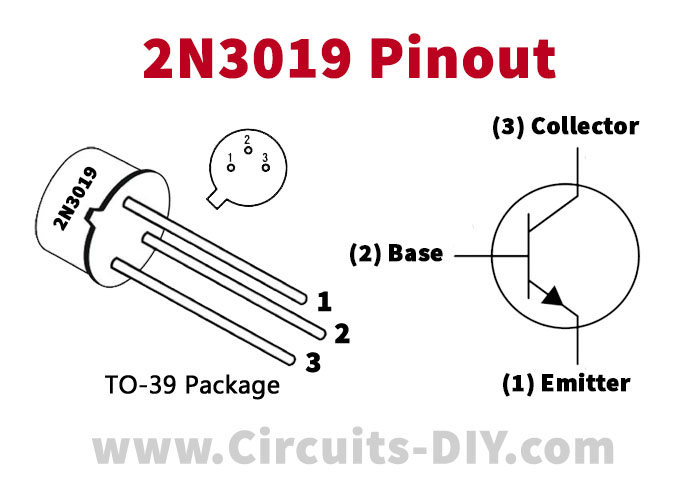 2N3019 Pinout
2N3019
2
1 3
1
2
3
TO-39 Package
(3) Collector
(2) Base
(1) Emitter
www.Circuits-DIY.com